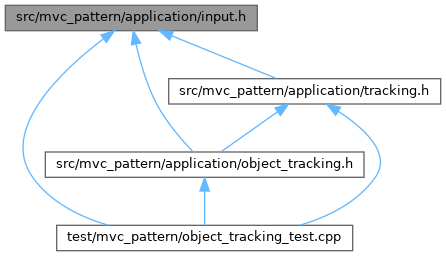 src/mvc_pattern/application/input.h
src/mvc_pattern/application/tracking.h
src/mvc_pattern/application/object_tracking.h
test/mvc_pattern/object_tracking_test.cpp